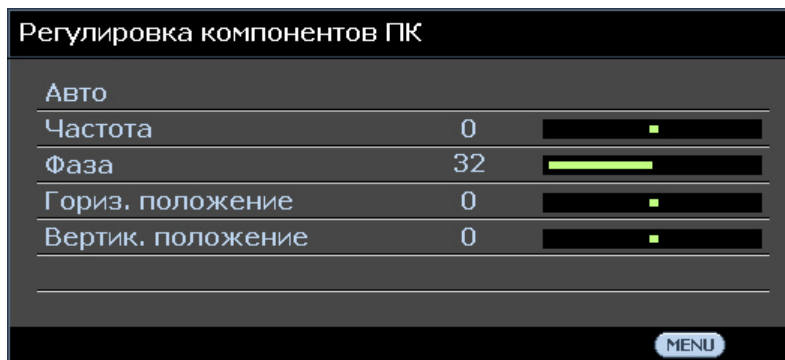 Регулировка компонентов ПК
Авто
Частота 0
Фаза 32
Гориз. положение 0
Вертик. положение 0
MENU